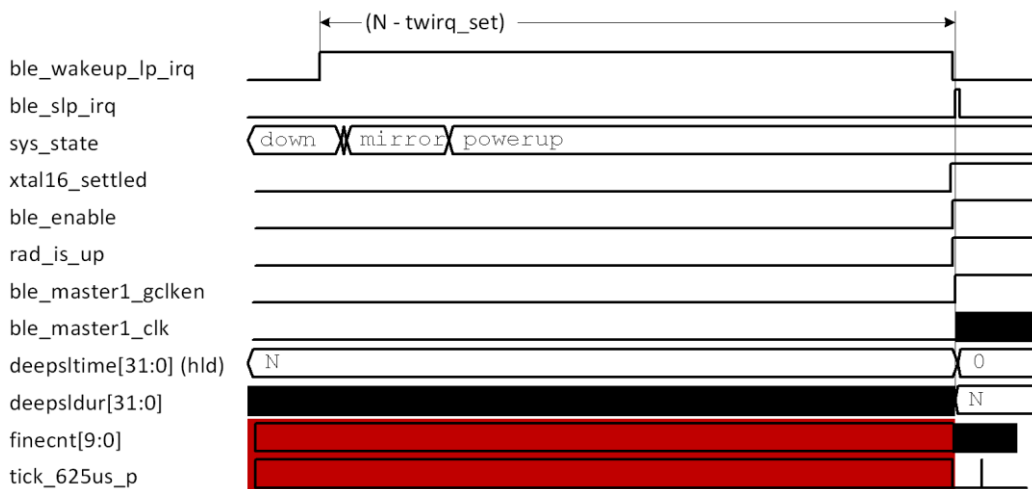 (N - twirq_set)
ble_wakeup_lp_irq
ble_slp_irq
sys_state down mirror powerup
xtal16_settled
ble_enable
rad_is_up
ble_master1_gclken
ble_master1_clk
deepsltime[31:0] (hld) N 0
deepsldur[31:0] N
finecnt[9:0]
tick_625us_p